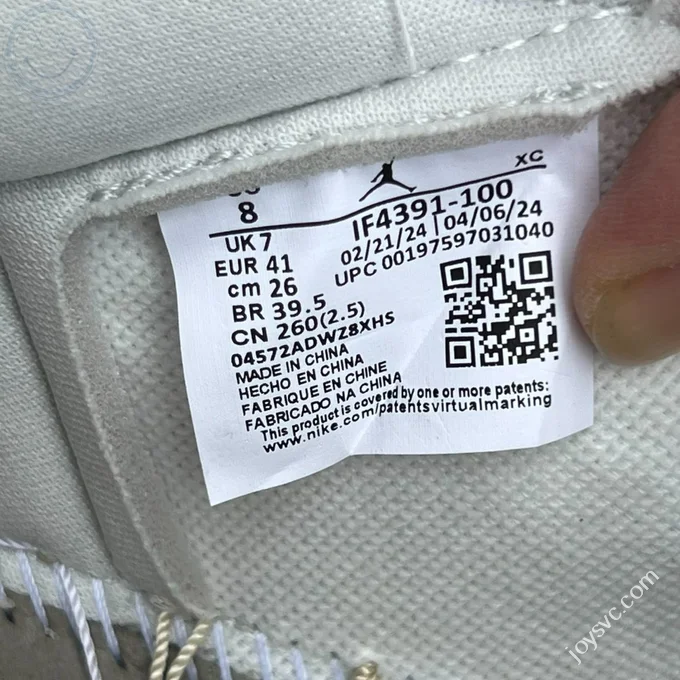 XC
8
IF4391-100
UK 7
02/21/24 | 04/06/24
EUR 41
UPC 00197597031040
cm 26
BR 39.5
CN 260(2.5)
04572ADWZ8XHS
MADE IN CHINA
HECHO EN CHINA
FABRIQUE EN CHINE
FABRICADO NA CHINA
This product is covered by one or more patents:
www.nike.com/patentsvirtualmarking
joysvc.com